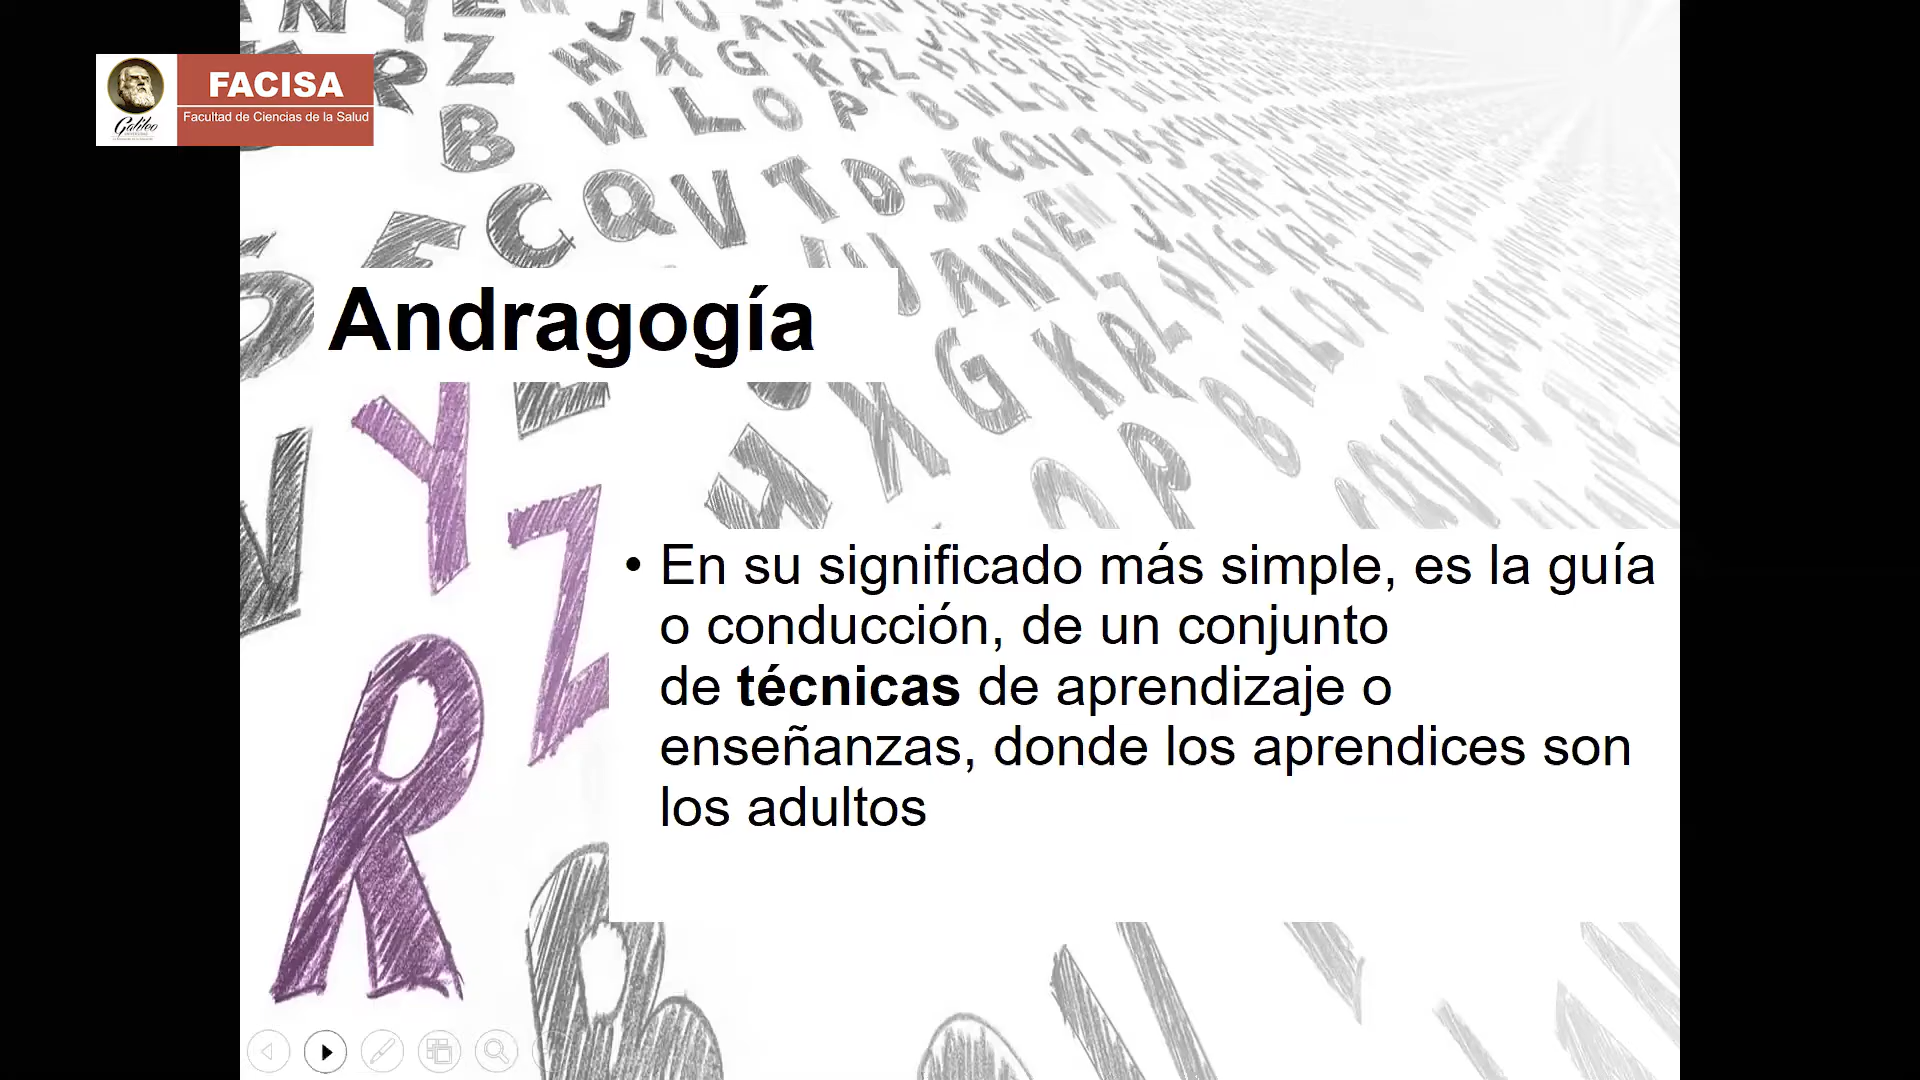 FACISA
Facultad de Ciencias de la Salud
Galileo
Andragogía
• En su significado más simple, es la guía
o conducción, de un conjunto
de técnicas de aprendizaje o
enseñanzas, donde los aprendices son
los adultos